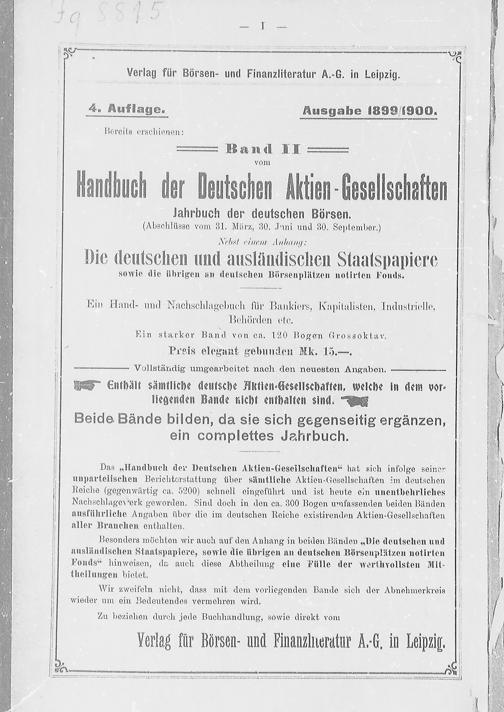 Jg 8815
— I —
Verlag für Börsen- und Finanzliteratur A.-G. in Leipzig.
4. Auflage. Ausgabe 1899/1900.
Bereits erschienen:
Band II
vom
Handbuch der Deutschen Aktien-Gesellschaften
Jahrbuch der deutschen Börsen.
(Abschlüsse vom 31. März, 30. Juni und 30. September.)
Nebst einem Anhang:
Die deutschen und ausländischen Staatspapiere
sowie die übrigen an deutschen Börsenplätzen notirten Fonds.
Ein Hand- und Nachschlagebuch für Bankiers, Kapitalisten, Industrielle,
Behörden etc.
Ein starker Band von ca. 120 Bogen Grossoktav.
Preis elegant gebunden Mk. 15.—.
Vollständig umgearbeitet nach den neuesten Angaben.
Enthält sämtliche deutsche Aktien-Gesellschaften, welche in dem vor-
liegenden Bande nicht enthalten sind.
Beide Bände bilden, da sie sich gegenseitig ergänzen,
ein complettes Jahrbuch.
Das „Handbuch der Deutschen Aktien-Gesellschaften“ hat sich infolge seiner
unparteiischen Berichterstattung über sämtliche Aktien-Gesellschaften im deutschen
Reiche (gegenwärtig ca. 5200) schnell eingeführt und ist heute ein unentbehrliches
Nachschlagewerk geworden. Sind doch in den ca. 300 Bogen umfassenden beiden Bänden
ausführliche Angaben über die im deutschen Reiche existirenden Aktien-Gesellschaften
aller Branchen enthalten.
Besonders möchten wir auch auf den Anhang in beiden Bänden „Die deutschen und
ausländischen Staatspapiere, sowie die übrigen an deutschen Börsenplätzen notirten
Fonds“ hinweisen, da auch diese Abtheilung eine Fülle der werthvollsten Mit-
theilungen bietet.
Wir zweifeln nicht, dass mit dem vorliegenden Bande sich der Abnehmerkreis
wieder um ein Bedeutendes vermehren wird.
Zu beziehen durch jede Buchhandlung, sowie direkt vom
Verlag für Börsen- und Finanzliteratur A.-G. in Leipzig.